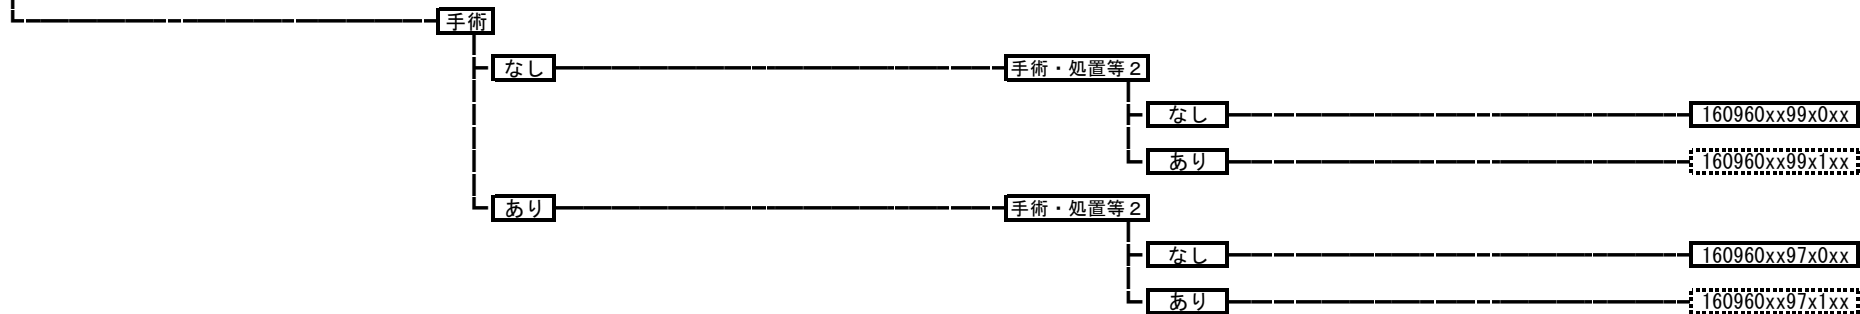 手術
なし 手術・処置等2
なし 160960xx99x0xx
あり 160960xx99x1xx
あり 手術・処置等2
なし 160960xx97x0xx
あり 160960xx97x1xx